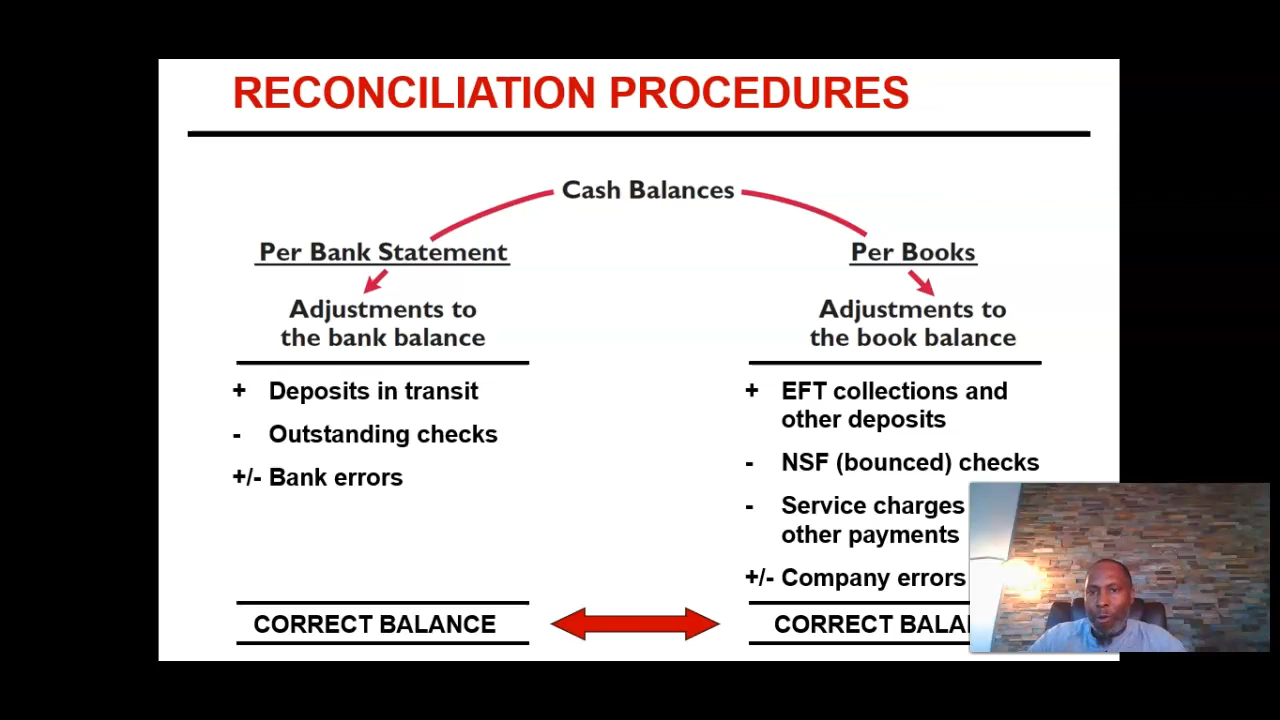 RECONCILIATION PROCEDURES
Cash Balances
Per Bank Statement
Adjustments to
the bank balance
+ Deposits in transit
- Outstanding checks
+/- Bank errors
CORRECT BALANCE
Per Books
Adjustments to
the book balance
+ EFT collections and
other deposits
- NSF (bounced) checks
- Service charges
other payments
+/- Company errors
CORRECT